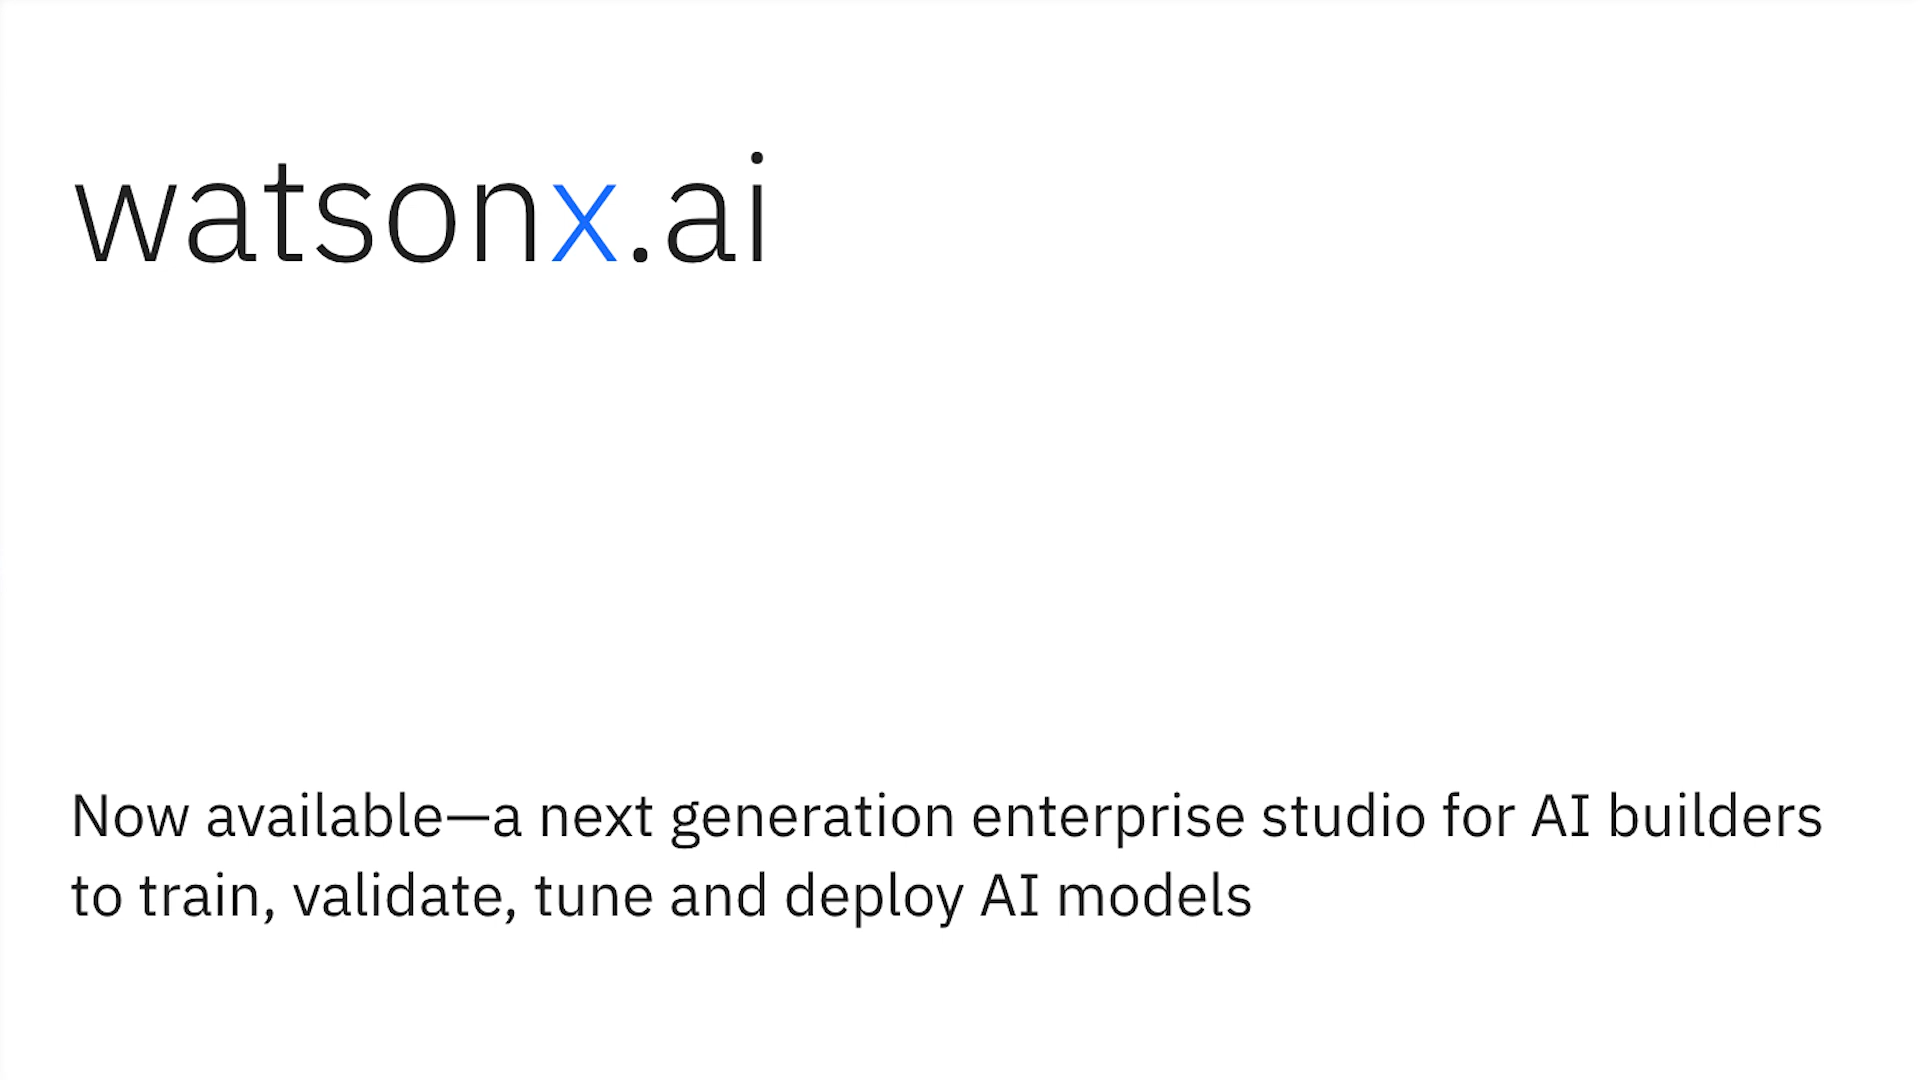 watsonx.ai
Now available—a next generation enterprise studio for AI builders
to train, validate, tune and deploy AI models